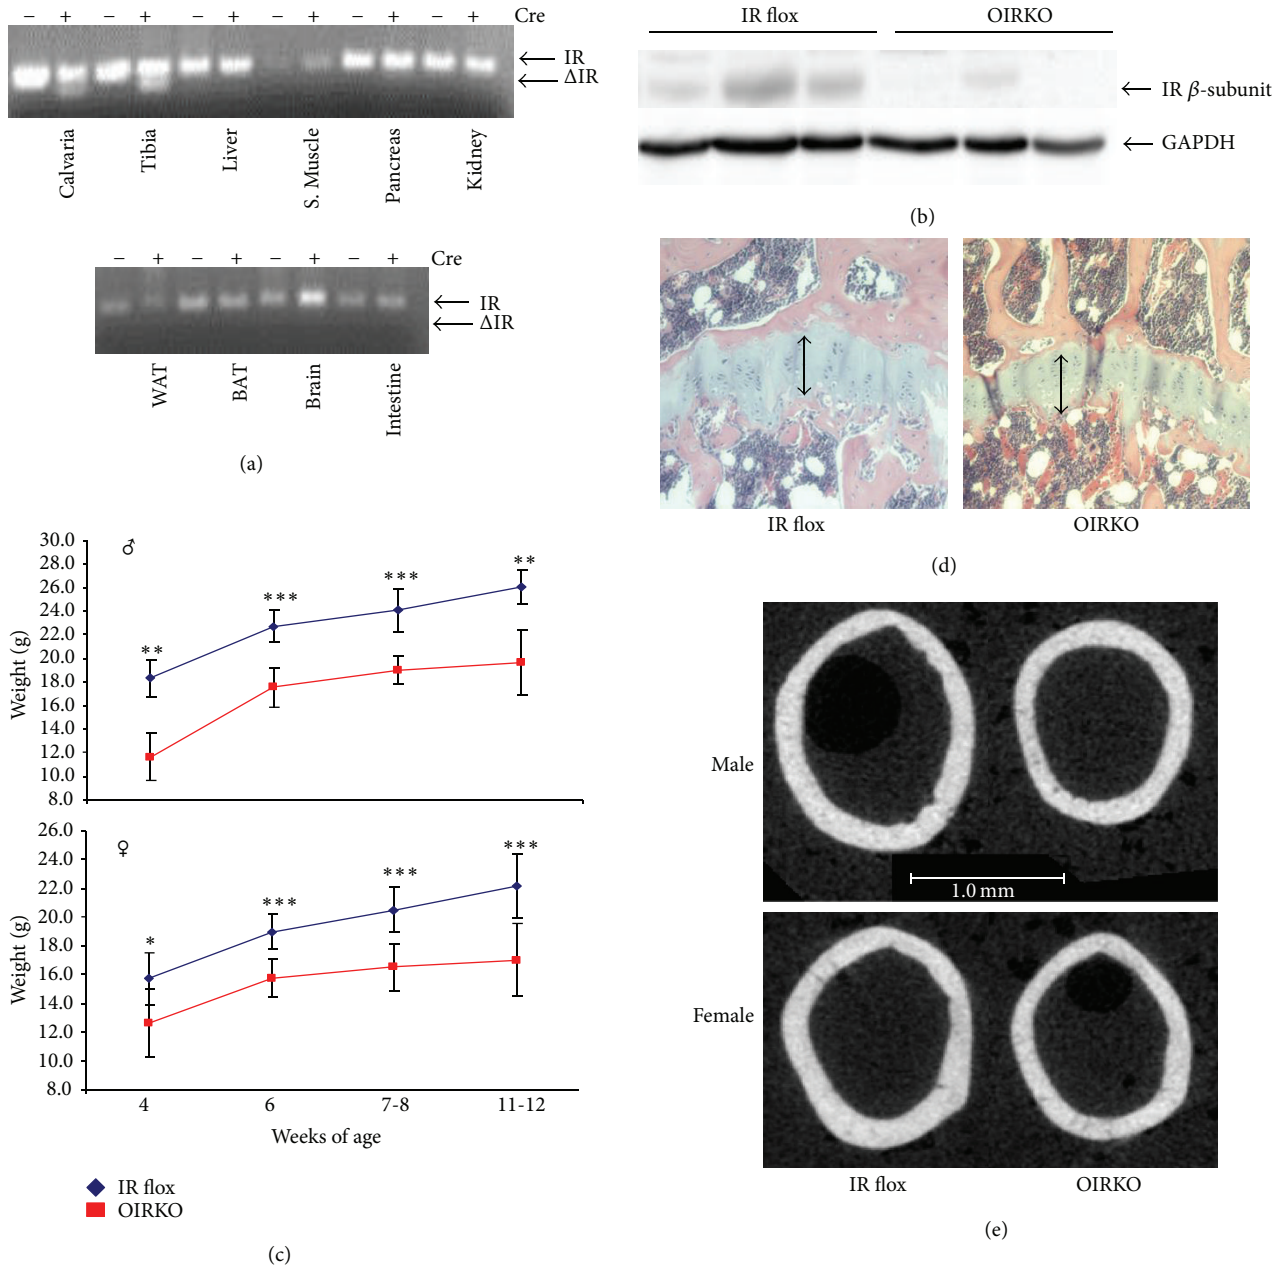 − + − + − + − + − + − + Cre
IR
ΔIR
Calvaria
Tibia
Liver
S. Muscle
Pancreas
Kidney
− + − + − + − + Cre
IR
ΔIR
WAT
BAT
Brain
Intestine
(a)
IR flox OIRKO
IR β-subunit
GAPDH
(b)
IR flox OIRKO
(d)
♂
30.0
28.0
26.0
24.0
22.0
20.0
18.0
16.0
14.0
12.0
10.0
8.0
Weight (g)
** *** *** **
♀
26.0
24.0
22.0
20.0
18.0
16.0
14.0
12.0
10.0
8.0
Weight (g)
* *** *** ***
4 6 7-8 11-12
Weeks of age
IR flox
OIRKO
(c)
Male
1.0 mm
Female
IR flox OIRKO
(e)